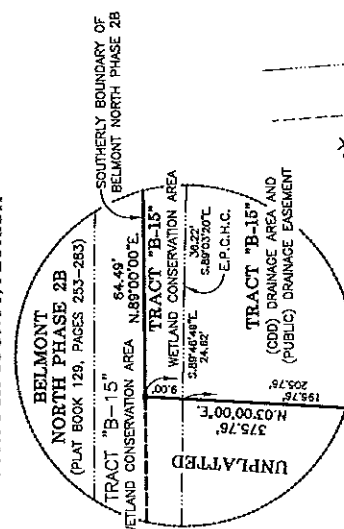 BELMONT
NORTH PHASE 2B
(PLAT BOOK 129, PAGES 253-283)
SOUTHERLY BOUNDARY OF
BELMONT NORTH PHASE 2B
TRACT "B-15"
WETLAND CONSERVATION AREA
64.49'
N.89°00'00"E.
TRACT "B-15"
WETLAND CONSERVATION AREA
9.00'
S.89°46'49"E
24.62'
36.22'
S.89°03'20"E
E.P.C.H.C.
TRACT "B-15"
(CDD) DRAINAGE AREA AND
(PUBLIC) DRAINAGE EASEMENT
UNPLATTED
375.76'
N.03°00'00"E.
195.76'
205.76'